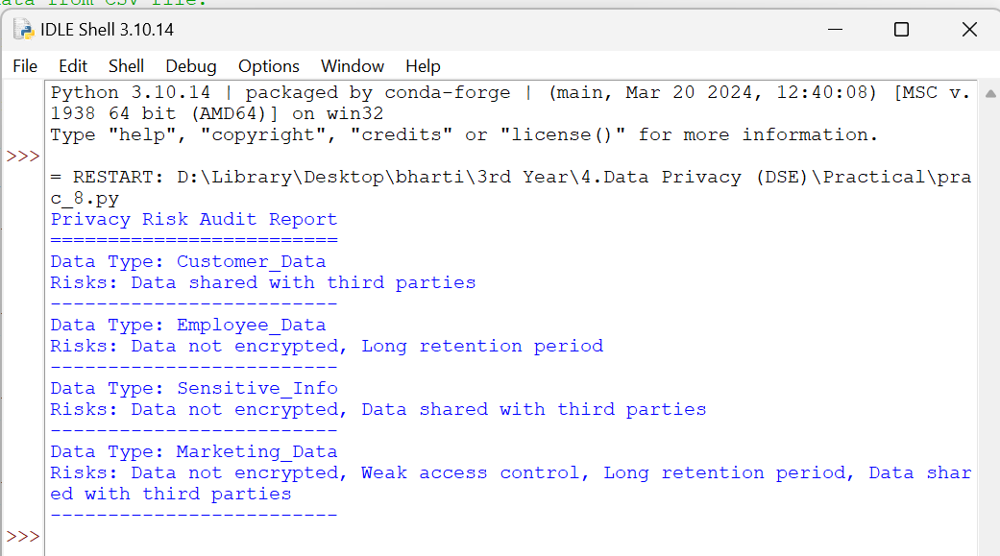 ata from CSV file.
IDLE Shell 3.10.14
File Edit Shell Debug Options Window Help
Python 3.10.14 | packaged by conda-forge | (main, Mar 20 2024, 12:40:08) [MSC v.
1938 64 bit (AMD64)] on win32
Type "help", "copyright", "credits" or "license()" for more information.
>>>
= RESTART: D:\Library\Desktop\bharti\3rd Year\4.Data Privacy (DSE)\Practical\pra
c_8.py
Privacy Risk Audit Report
=========================
Data Type: Customer_Data
Risks: Data shared with third parties
-------------------------
Data Type: Employee_Data
Risks: Data not encrypted, Long retention period
-------------------------
Data Type: Sensitive_Info
Risks: Data not encrypted, Data shared with third parties
-------------------------
Data Type: Marketing_Data
Risks: Data not encrypted, Weak access control, Long retention period, Data shar
ed with third parties
-------------------------
>>>